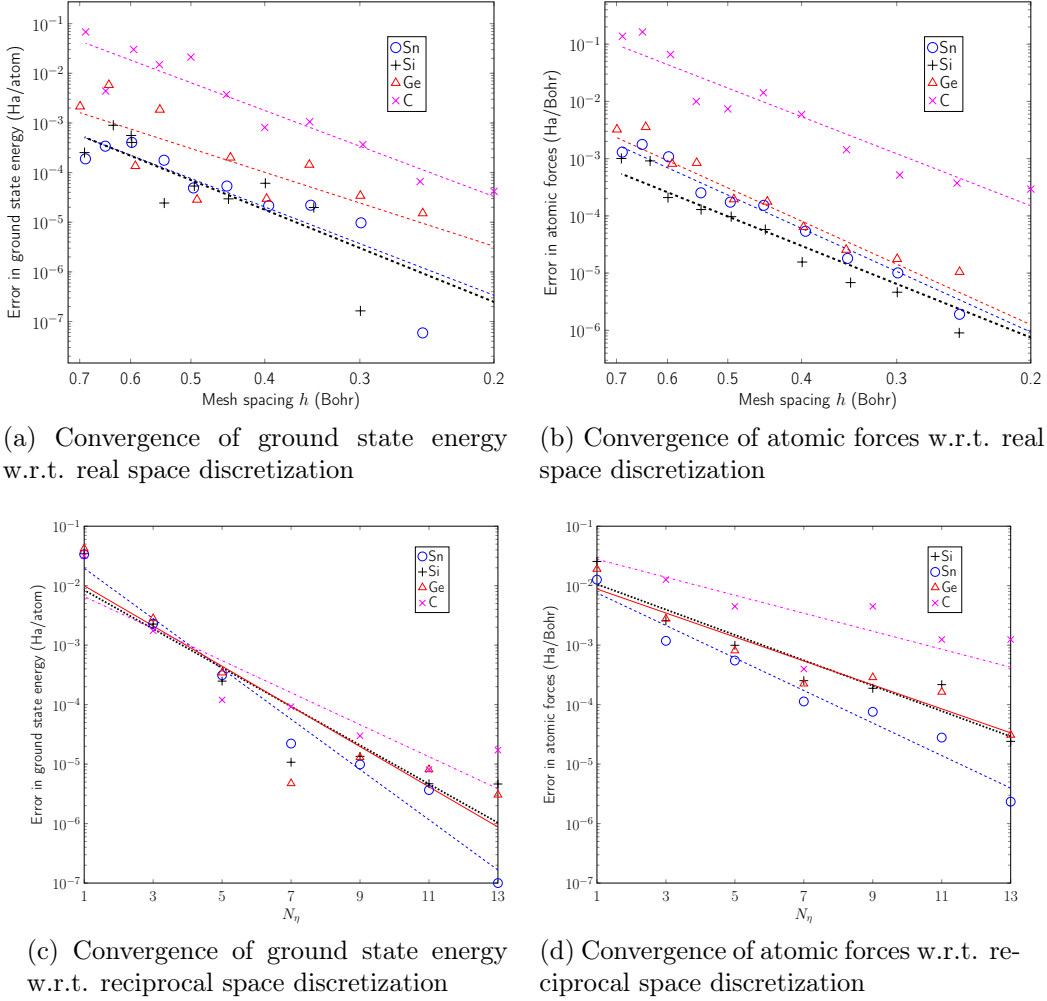 10⁻¹
10⁻²
10⁻³
10⁻⁴
10⁻⁵
10⁻⁶
10⁻⁷
Error in ground state energy (Ha/atom)
Sn
Si
Ge
C
0.7 0.6 0.5 0.4 0.3 0.2
Mesh spacing h (Bohr)
(a) Convergence of ground state energy
w.r.t. real space discretization
10⁻¹
10⁻²
10⁻³
10⁻⁴
10⁻⁵
10⁻⁶
Error in atomic forces (Ha/Bohr)
Sn
Si
Ge
C
0.7 0.6 0.5 0.4 0.3 0.2
Mesh spacing h (Bohr)
(b) Convergence of atomic forces w.r.t. real
space discretization
10⁻¹
10⁻²
10⁻³
10⁻⁴
10⁻⁵
10⁻⁶
10⁻⁷
Error in ground state energy (Ha/atom)
Sn
Si
Ge
C
1 3 5 7 9 11 13
N_η
(c) Convergence of ground state energy
w.r.t. reciprocal space discretization
10⁻¹
10⁻²
10⁻³
10⁻⁴
10⁻⁵
10⁻⁶
10⁻⁷
Error in atomic forces (Ha/Bohr)
Si
Sn
Ge
C
1 3 5 7 9 11 13
N_η
(d) Convergence of atomic forces w.r.t. re-
ciprocal space discretization